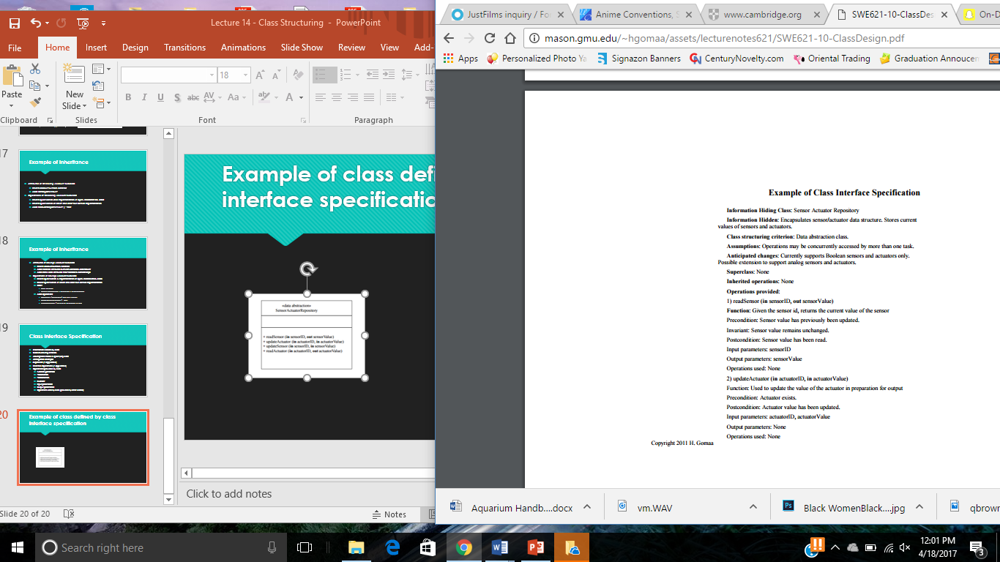 Lecture 14 - Class Structuring - PowerPoint
File
Home
Insert
Design
Transitions
Animations
Slide Show
Review
View
Add-
Paste
New
Slide
18
B I U S abc AV Aa A
Clipboard
Slides
Font
Paragraph
17
Example of Inheritance
18
Example of Inheritance
19
Class Interface Specification
20
Example of class defined by class
interface specification
Example of class defi
interface specificatio
«data abstraction»
SensorActuatorRepository
+ readSensor (in sensorID, out sensorValue)
+ updateActuator (in actuatorID, in actuatorValue)
+ updateSensor (in sensorID, in sensorValue)
+ readActuator (in actuatorID, out actuatorValue)
Click to add notes
Slide 20 of 20
Notes
JustFilms inquiry / Fo
Anime Conventions, S
www.cambridge.org
SWE621-10-ClassDesi
On-D
mason.gmu.edu/~hgomaa/assets/lecturenotes621/SWE621-10-ClassDesign.pdf
Apps
Personalized Photo Ya
Signazon Banners
CenturyNovelty.com
Oriental Trading
Graduation Annoucen
Example of Class Interface Specification
Information Hiding Class: Sensor Actuator Repository
Information Hidden: Encapsulates sensor/actuator data structure. Stores current
values of sensors and actuators.
Class structuring criterion: Data abstraction class.
Assumptions: Operations may be concurrently accessed by more than one task.
Anticipated changes: Currently supports Boolean sensors and actuators only.
Possible extension to support analog sensors and actuators.
Superclass: None
Inherited operations: None
Operations provided:
1) readSensor (in sensorID, out sensorValue)
Function: Given the sensor id, returns the current value of the sensor
Precondition: Sensor value has previously been updated.
Invariant: Sensor value remains unchanged.
Postcondition: Sensor value has been read.
Input parameters: sensorID
Output parameters: sensorValue
Operations used: None
2) updateActuator (in actuatorID, in actuatorValue)
Function: Used to update the value of the actuator in preparation for output
Precondition: Actuator exists.
Postcondition: Actuator value has been updated.
Input parameters: actuatorID, actuatorValue
Output parameters: None
Operations used: None
Copyright 2011 H. Gomaa
Aquarium Handb....docx
vm.WAV
Black WomenBlack....jpg
qbrown
Search right here
12:01 PM
4/18/2017
3